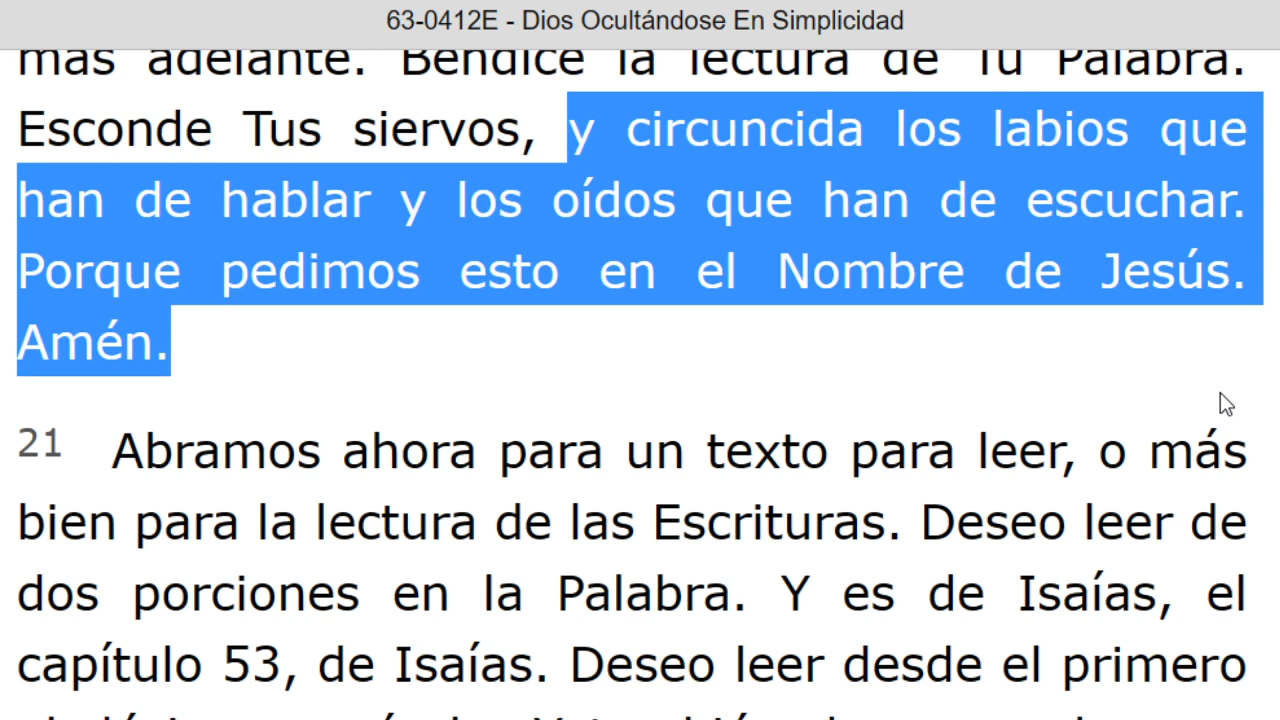 63-0412E - Dios Ocultándose En Simplicidad
más adelante. Bendice la lectura de Tu Palabra.
Esconde Tus siervos, y circuncida los labios que
han de hablar y los oídos que han de escuchar.
Porque pedimos esto en el Nombre de Jesús.
Amén.
21 Abramos ahora para un texto para leer, o más
bien para la lectura de las Escrituras. Deseo leer de
dos porciones en la Palabra. Y es de Isaías, el
capítulo 53, de Isaías. Deseo leer desde el primero